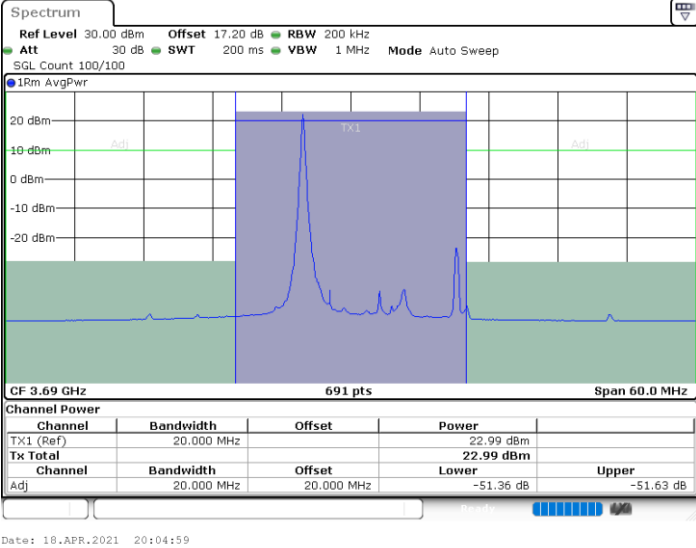 Spectrum
Ref Level 30.00 dBm Offset 17.20 dB RBW 200 kHz
Att 30 dB SWT 200 ms VBW 1 MHz Mode Auto Sweep
SGL Count 100/100
1Rm AvgPwr
20 dBm
TX1
Adj Adj
10 dBm
0 dBm
-10 dBm
-20 dBm
CF 3.69 GHz 691 pts Span 60.0 MHz
Channel Power
Channel Bandwidth Offset Power
TX1 (Ref) 20.000 MHz 22.99 dBm
Tx Total 22.99 dBm
Channel Bandwidth Offset Lower Upper
Adj 20.000 MHz 20.000 MHz -51.36 dB -51.63 dB
Ready
Date: 18.APR.2021 20:04:59